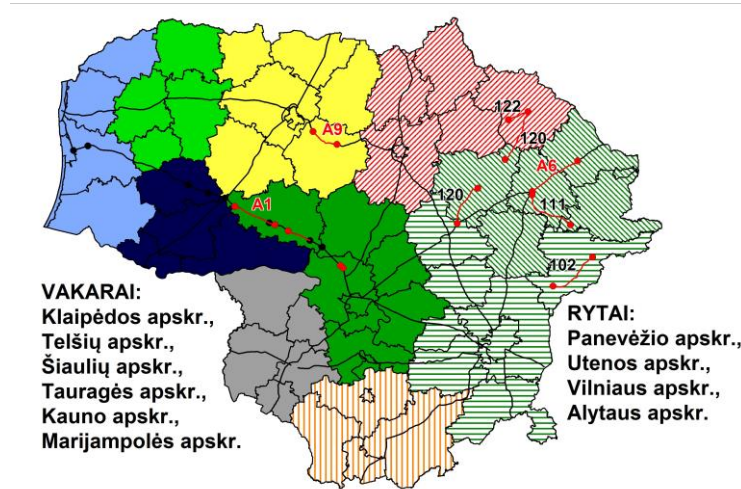 122
A9
120
A6
120
111
A1
102
VAKARAI:
Klaipėdos apskr.,
Telšių apskr.,
Šiaulių apskr.,
Tauragės apskr.,
Kauno apskr.,
Marijampolės apskr.
RYTAI:
Panevėžio apskr.,
Utenos apskr.,
Vilniaus apskr.,
Alytaus apskr.